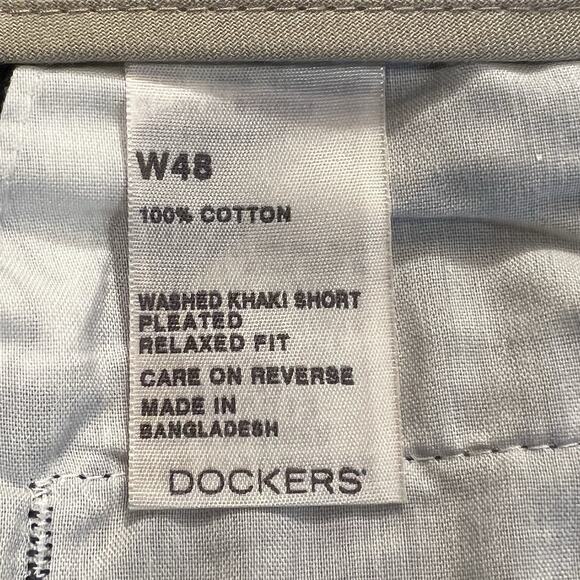 W48
100% COTTON
WASHED KHAKI SHORT
PLEATED
RELAXED FIT
CARE ON REVERSE
MADE IN
BANGLADESH
DOCKERS®